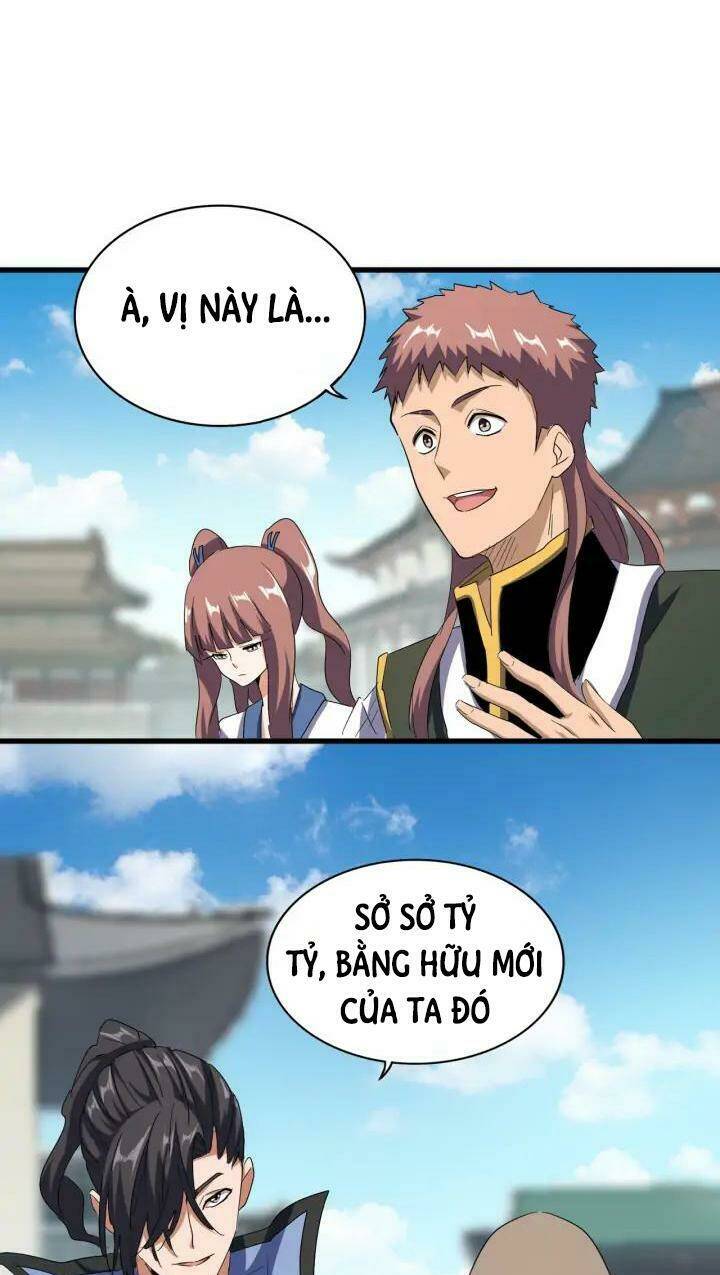 À, VỊ NÀY LÀ...
SỞ SỞ TỶ
TỶ, BẰNG HỮU MỚI
CỦA TA ĐÓ